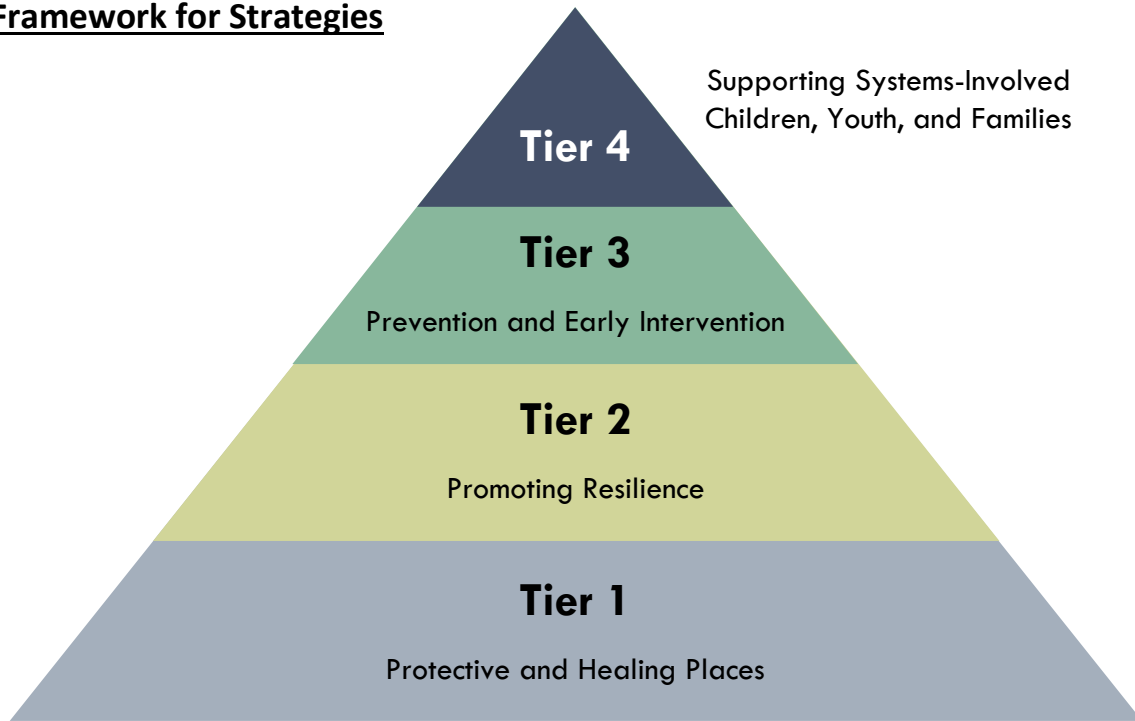 Framework for Strategies
Supporting Systems-Involved
Children, Youth, and Families
Tier 4
Tier 3
Prevention and Early Intervention
Tier 2
Promoting Resilience
Tier 1
Protective and Healing Places